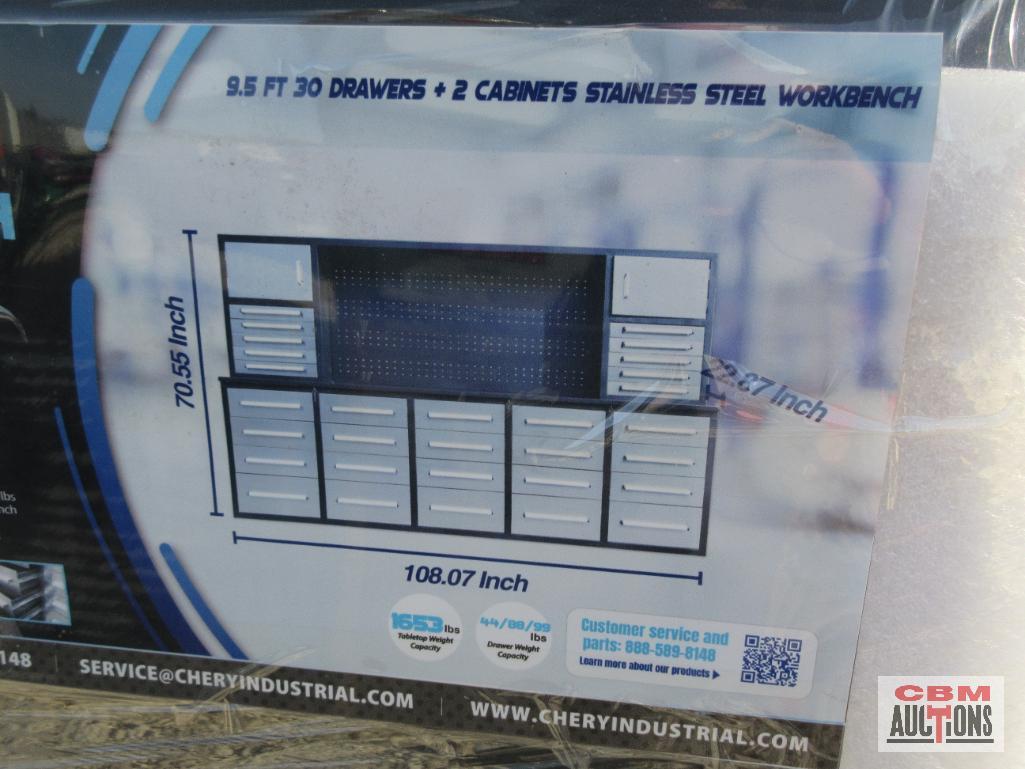 9.5 FT 30 DRAWERS + 2 CABINETS STAINLESS STEEL WORKBENCH
70.55 Inch
22.87 Inch
108.07 Inch
lbs
1653 lbs
Tabletop Weight
Capacity
44/88/99
lbs
Drawer Weight
Capacity
Customer service and
parts: 888-589-8148
Learn more about our products
148
SERVICE@CHERYINDUSTRIAL.COM
WWW.CHERYINDUSTRIAL.COM
CBM
AUCTIONS